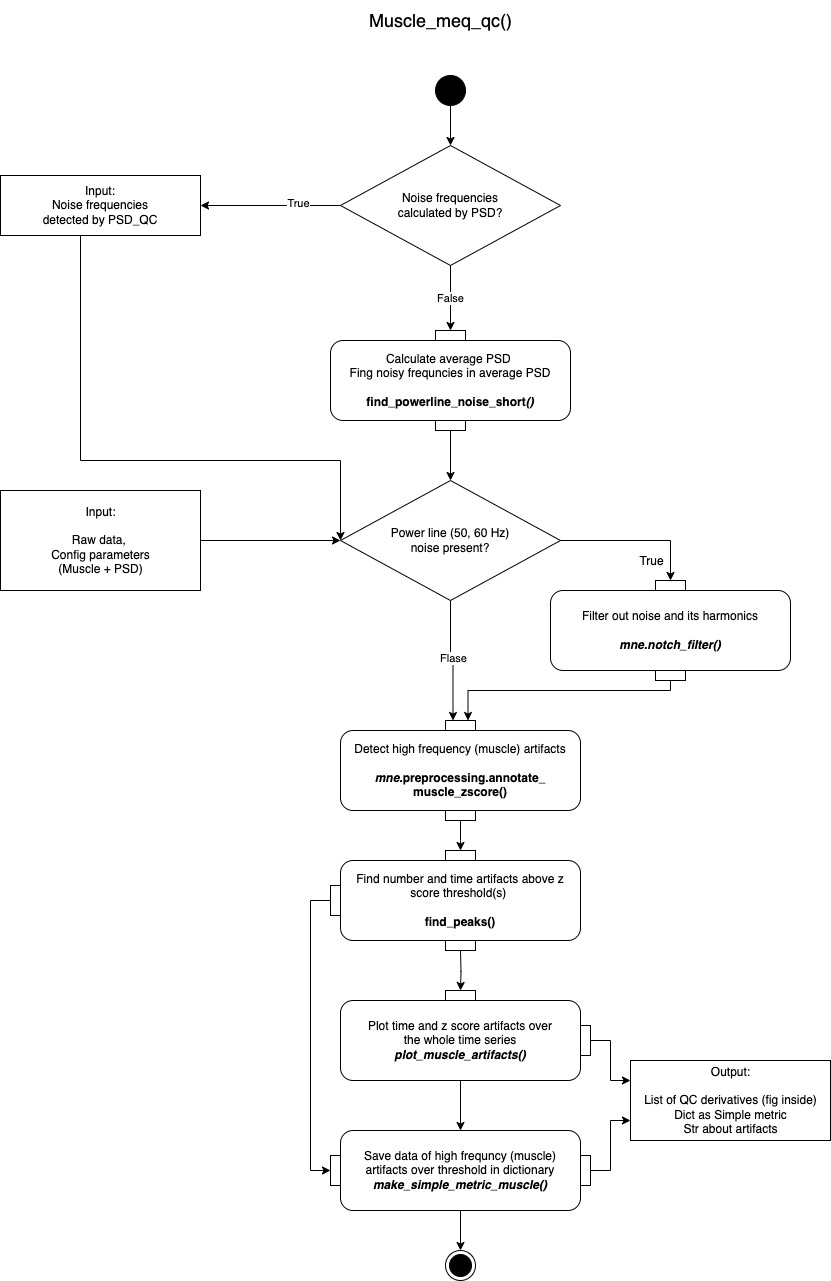 Muscle_meq_qc()
Noise frequencies
calculated by PSD?
True
Input:
Noise frequencies
detected by PSD_QC
False
Calculate average PSD
Fing noisy frequncies in average PSD
find_powerline_noise_short()
Input:
Raw data,
Config parameters
(Muscle + PSD)
Power line (50, 60 Hz)
noise present?
True
Filter out noise and its harmonics
mne.notch_filter()
Flase
Detect high frequency (muscle) artifacts
mne.preprocessing.annotate_
muscle_zscore()
Find number and time artifacts above z
score threshold(s)
find_peaks()
Plot time and z score artifacts over
the whole time series
plot_muscle_artifacts()
Output:
List of QC derivatives (fig inside)
Dict as Simple metric
Str about artifacts
Save data of high frequncy (muscle)
artifacts over threshold in dictionary
make_simple_metric_muscle()